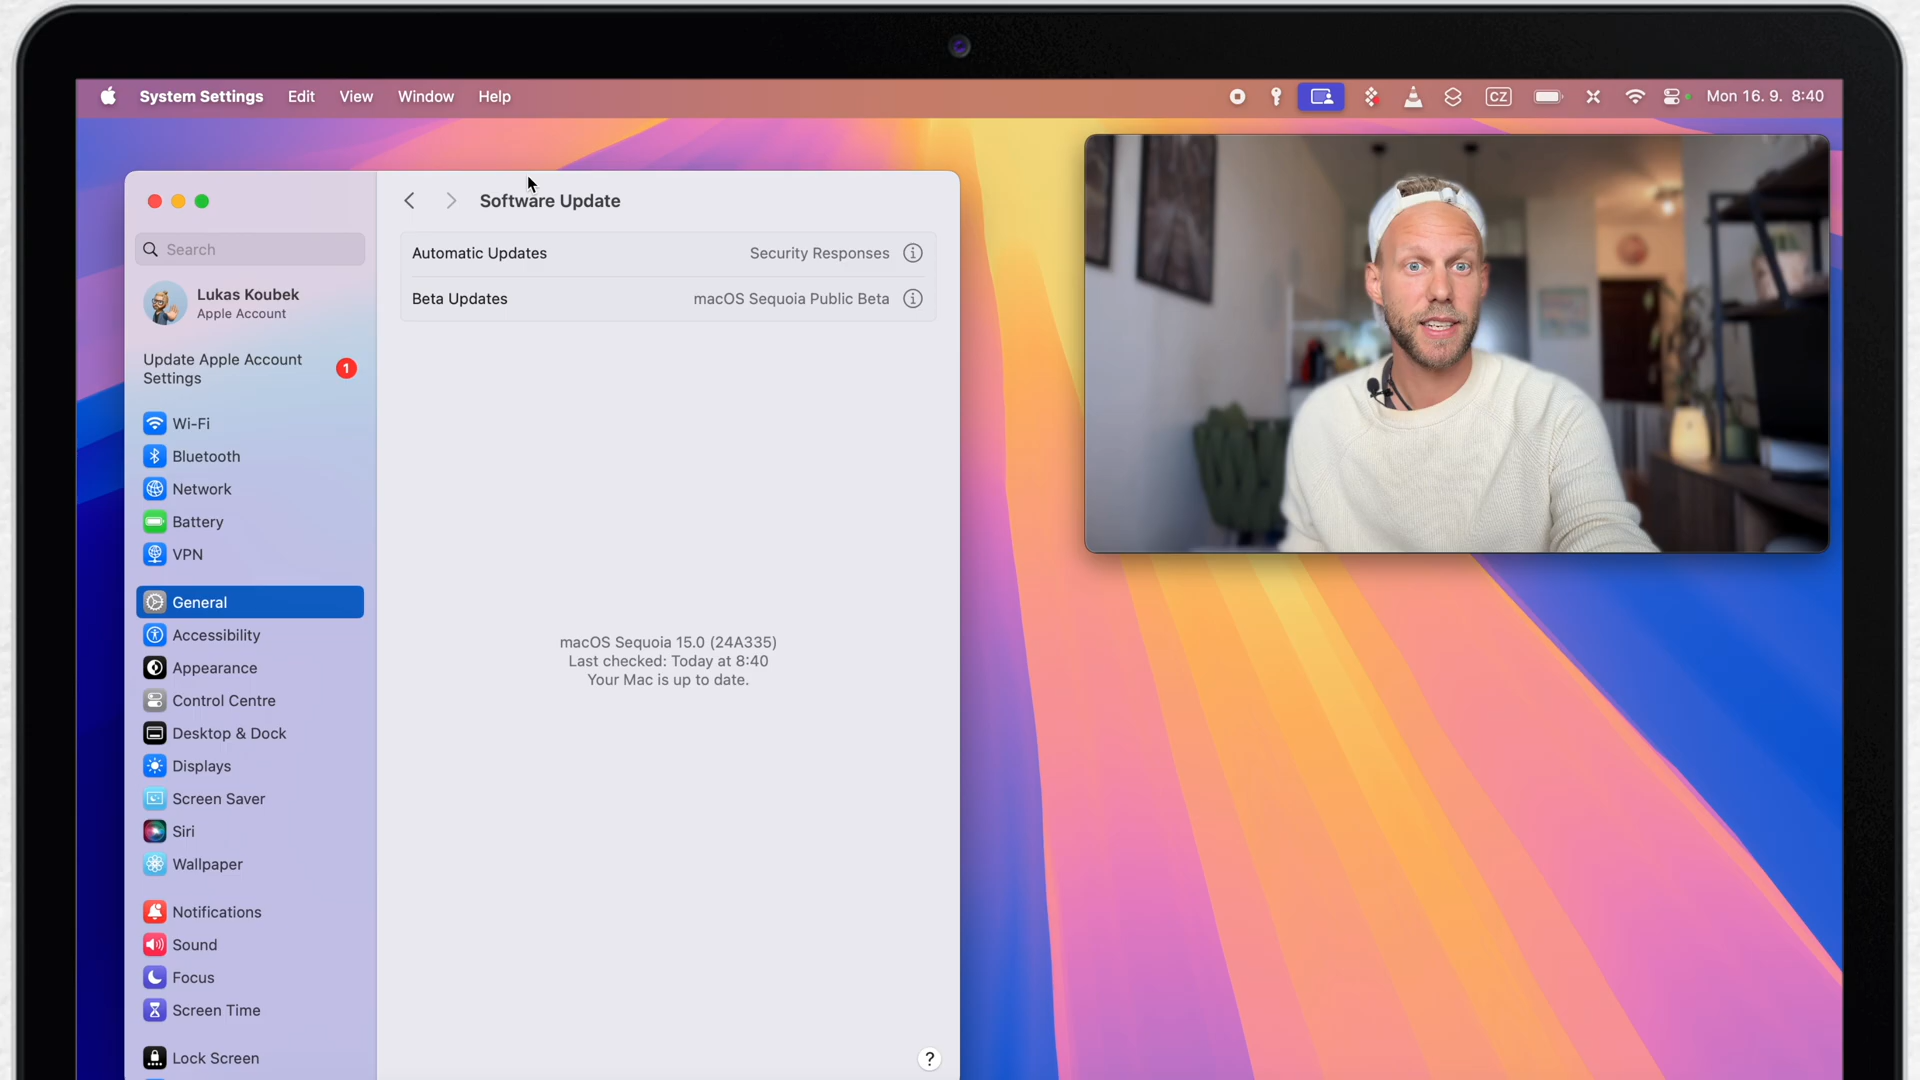 System Settings Edit View Window Help
CZ Mon 16. 9. 8:40
Software Update
Search
Automatic Updates Security Responses
Beta Updates macOS Sequoia Public Beta
Lukas Koubek
Apple Account
Update Apple Account
Settings
1
Wi-Fi
Bluetooth
Network
Battery
VPN
General
Accessibility
Appearance
Control Centre
Desktop & Dock
Displays
Screen Saver
Siri
Wallpaper
Notifications
Sound
Focus
Screen Time
Lock Screen
macOS Sequoia 15.0 (24A335)
Last checked: Today at 8:40
Your Mac is up to date.
?